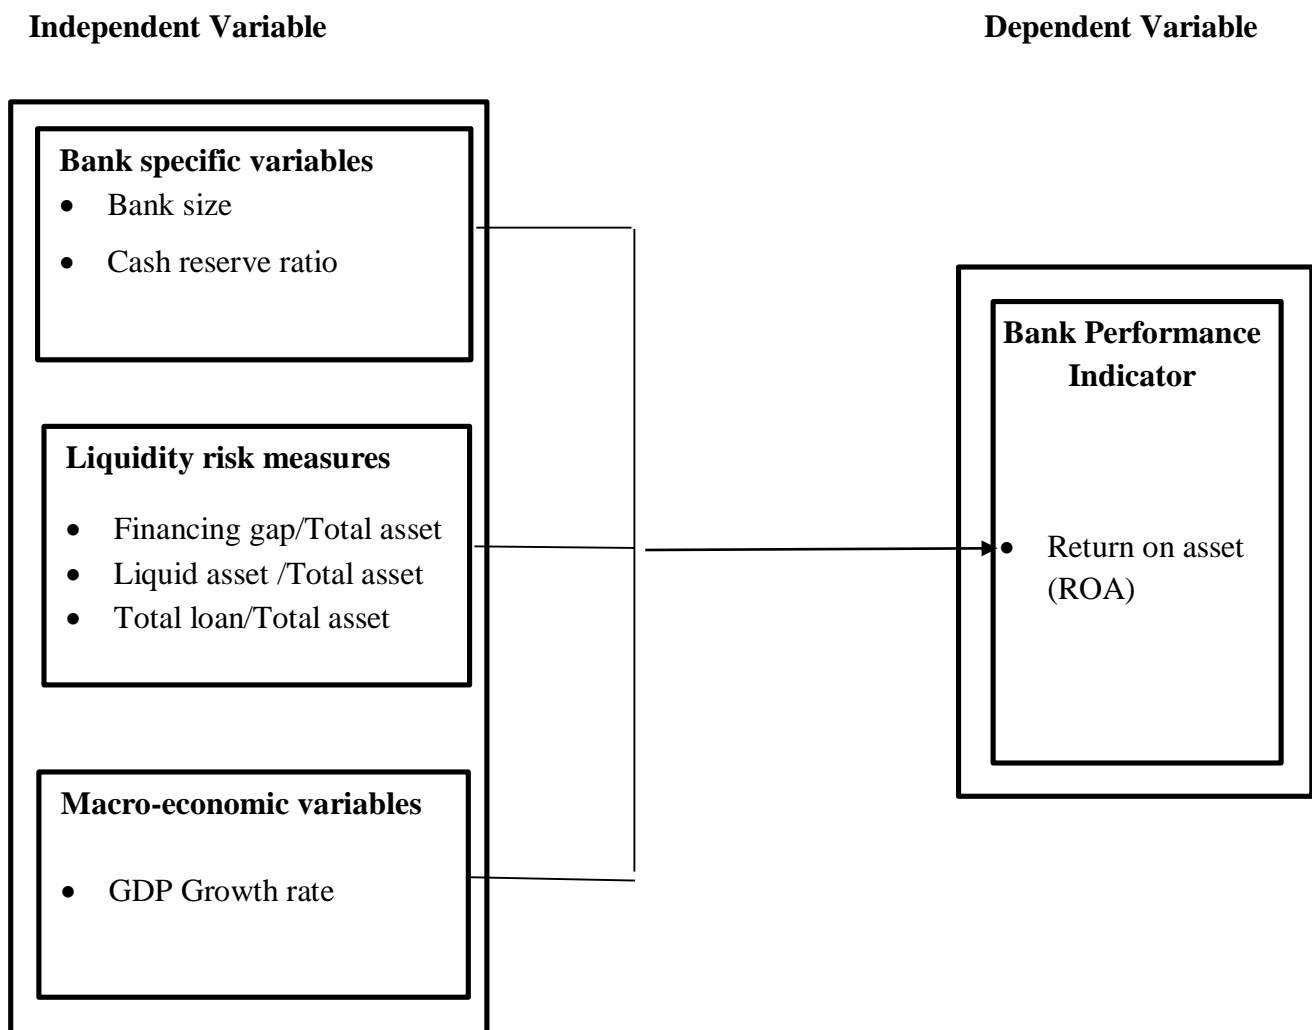 Independent Variable
Dependent Variable
Bank specific variables
• Bank size
• Cash reserve ratio
Liquidity risk measures
• Financing gap/Total asset
• Liquid asset /Total asset
• Total loan/Total asset
Macro-economic variables
• GDP Growth rate
Bank Performance
Indicator
• Return on asset
(ROA)